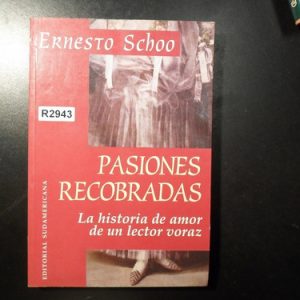 ERNESTO SCHOO
R2943
PASIONES
RECOBRADAS
La historia de amor
de un lector voraz
EDITORIAL SUDAMERICANA